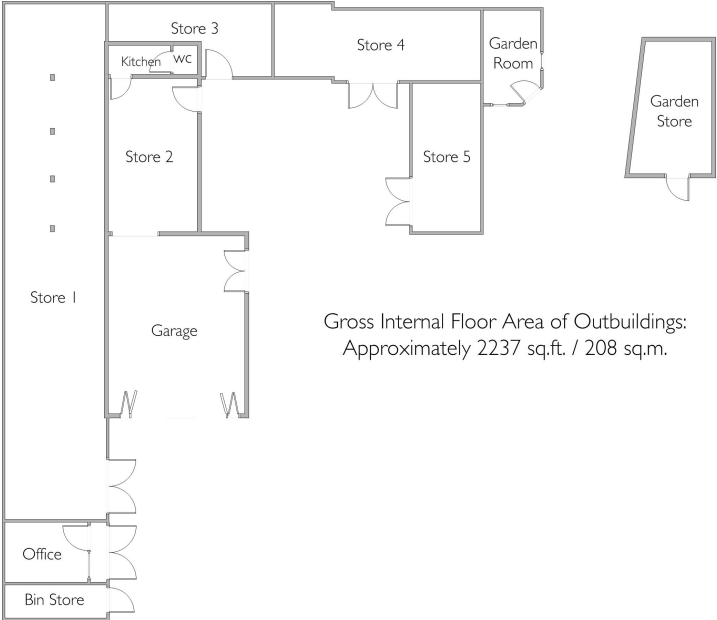 Store 3
Store 4
Garden
Room
Kitchen
WC
Garden
Store
Store 2
Store 5
Store 1
Garage
Gross Internal Floor Area of Outbuildings:
Approximately 2237 sq.ft. / 208 sq.m.
Office
Bin Store